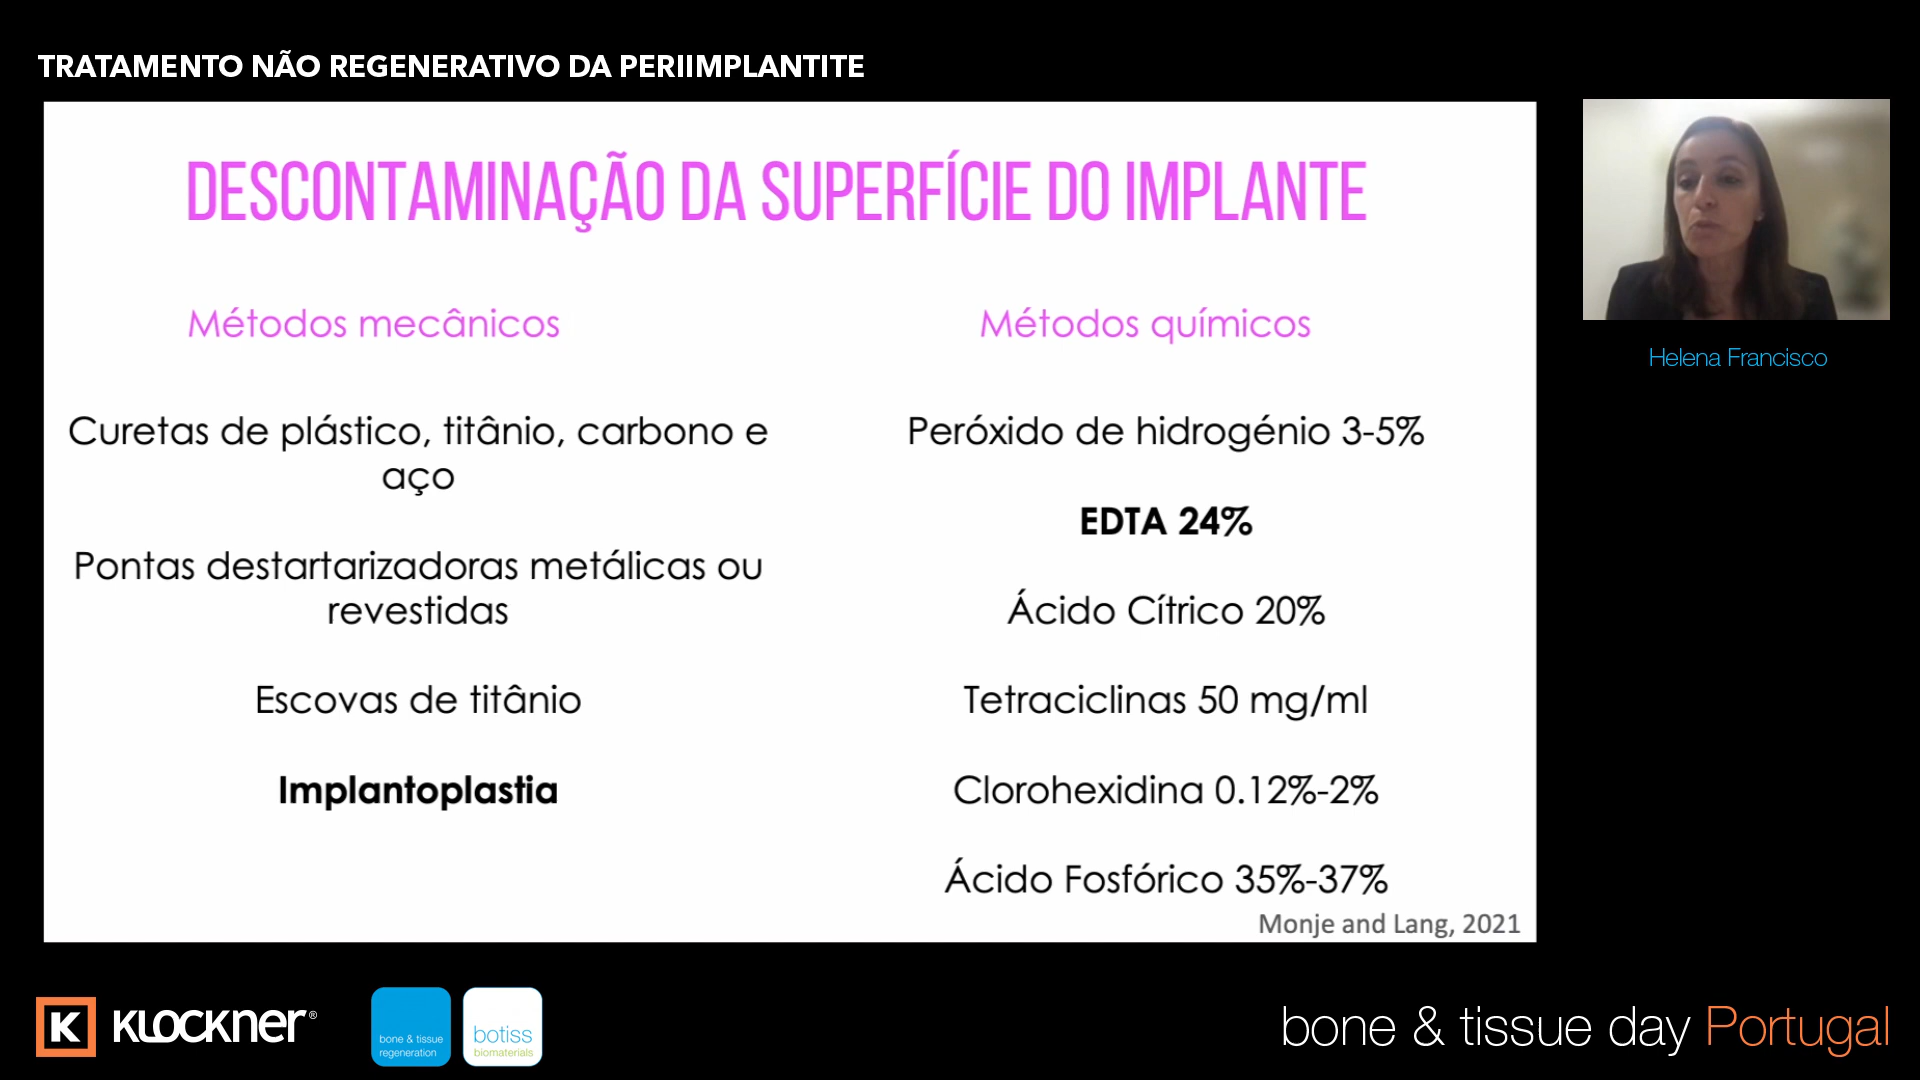 TRATAMENTO NÃO REGENERATIVO DA PERIIMPLANTITE
DESCONTAMINAÇÃO DA SUPERFÍCIE DO IMPLANTE
Métodos mecânicos
Curetas de plástico, titânio, carbono e
aço
Pontas destartarizadoras metálicas ou
revestidas
Escovas de titânio
Implantoplastia
Métodos químicos
Peróxido de hidrogénio 3-5%
EDTA 24%
Ácido Cítrico 20%
Tetraciclinas 50 mg/ml
Clorohexidina 0.12%-2%
Ácido Fosfórico 35%-37%
Monje and Lang, 2021
Helena Francisco
K KLOCKNER®
bone & tissue
regeneration
botiss
biomaterials
bone & tissue day Portugal